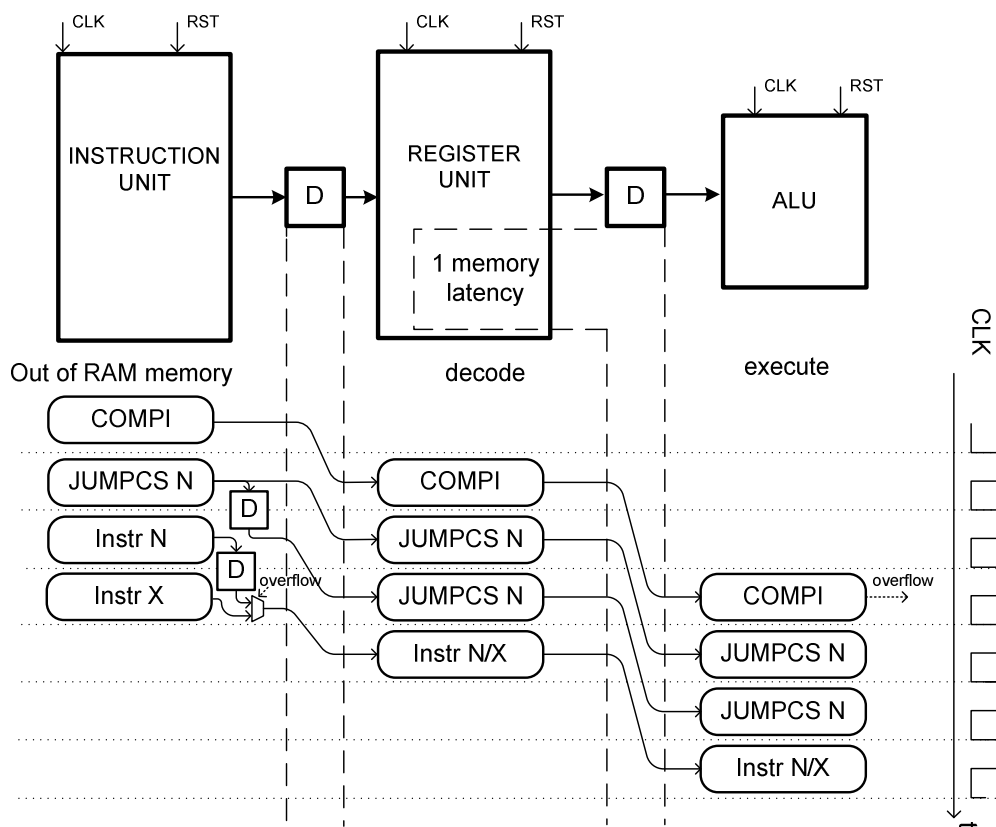 CLK
RST
CLK
RST
CLK
RST
INSTRUCTION
UNIT
D
REGISTER
UNIT
D
ALU
1 memory
latency
CLK
Out of RAM memory
decode
execute
COMPI
JUMPCS N
COMPI
D
Instr N
JUMPCS N
D
overflow
Instr X
JUMPCS N
COMPI
overflow
Instr N/X
JUMPCS N
JUMPCS N
Instr N/X
t